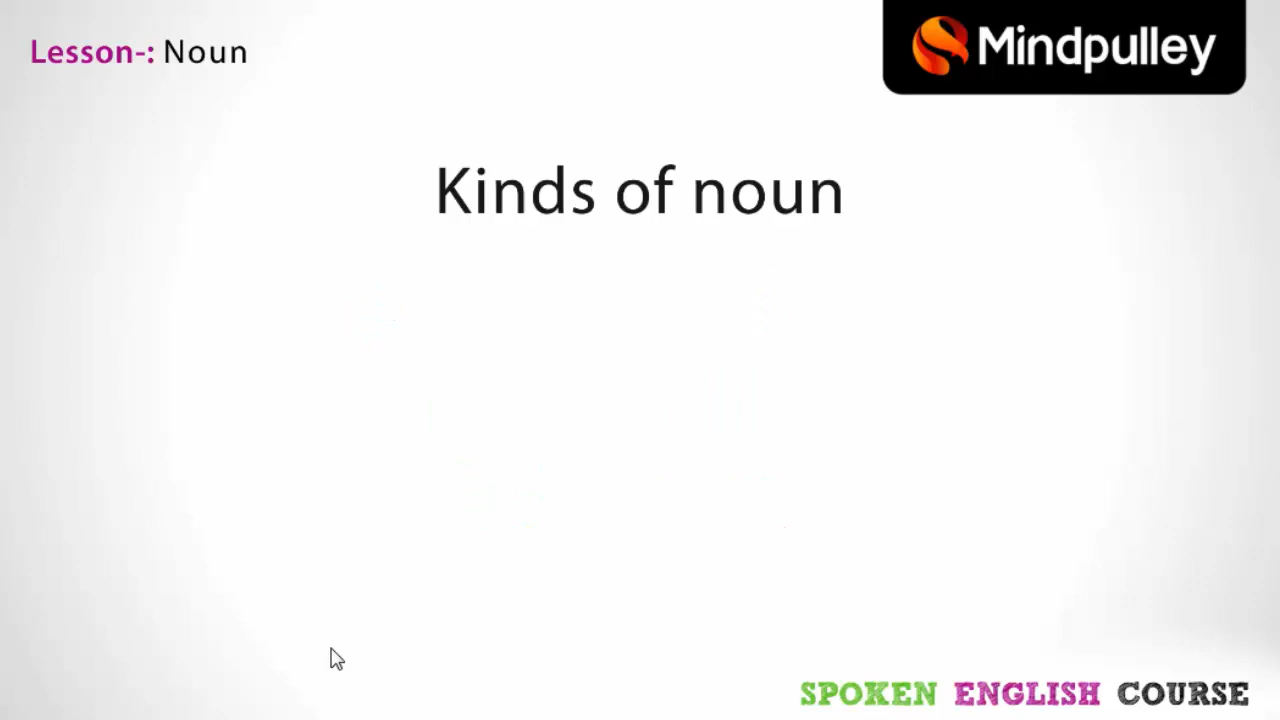 Lesson-: Noun
Mindpulley
Kinds of noun
SPOKEN ENGLISH COURSE